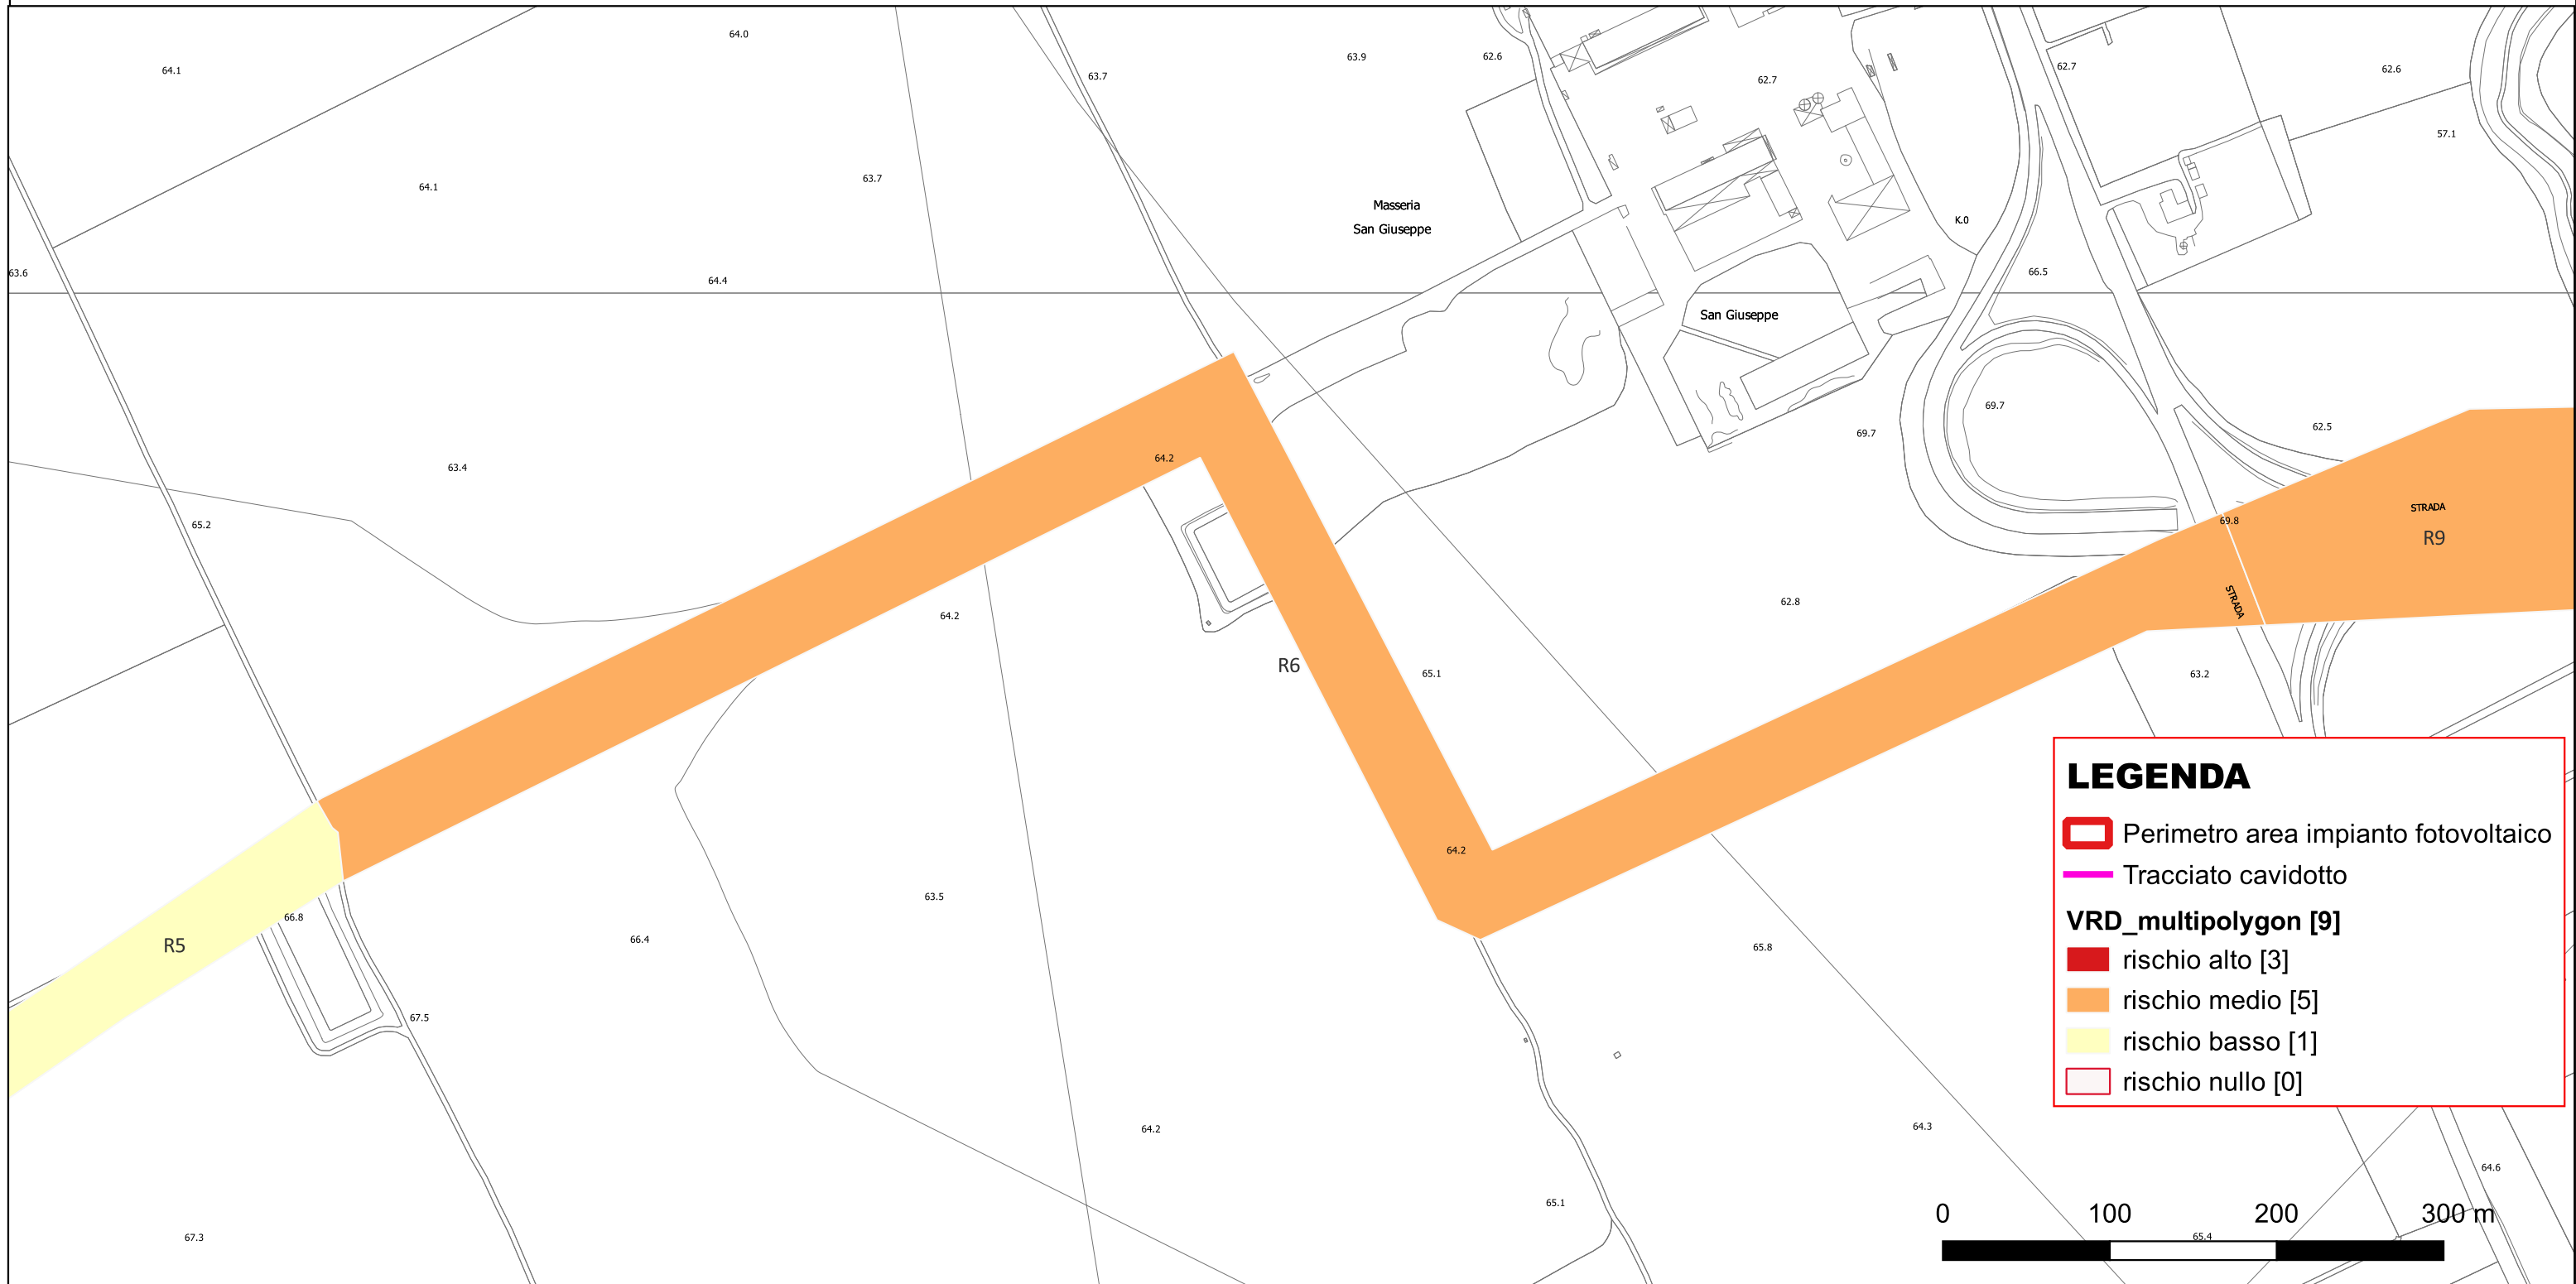 64.0
64.1
63.9
62.6
63.7
62.7
62.7
62.6
57.1
63.7
64.1
Masseria
San Giuseppe
K.0
63.6
64.4
66.5
San Giuseppe
69.7
69.7
62.5
64.2
63.4
65.2
STRADA
69.8
R9
62.8
STRADA
64.2
R6
65.1
63.2
64.2
63.5
66.8
R5
66.4
65.8
67.5
64.2
64.3
65.1
67.3
LEGENDA
Perimetro area impianto fotovoltaico
Tracciato cavidotto
VRD_multipolygon [9]
rischio alto [3]
rischio medio [5]
rischio basso [1]
rischio nullo [0]
64.6
0 100 200 300 m
65.4